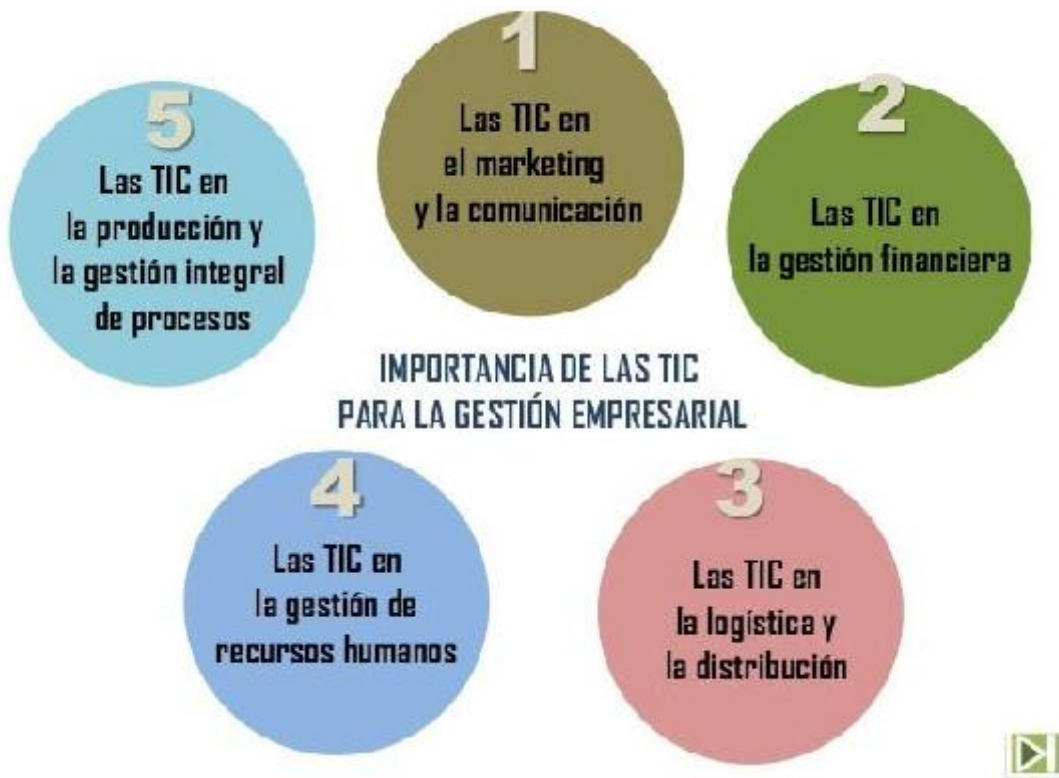 1
Las TIC en
el marketing
y la comunicación
2
Las TIC en
la gestión financiera
3
Las TIC en
la logística y
la distribución
4
Las TIC en
la gestión de
recursos humanos
5
Las TIC en
la producción y
la gestión integral
de procesos
IMPORTANCIA DE LAS TIC
PARA LA GESTIÓN EMPRESARIAL